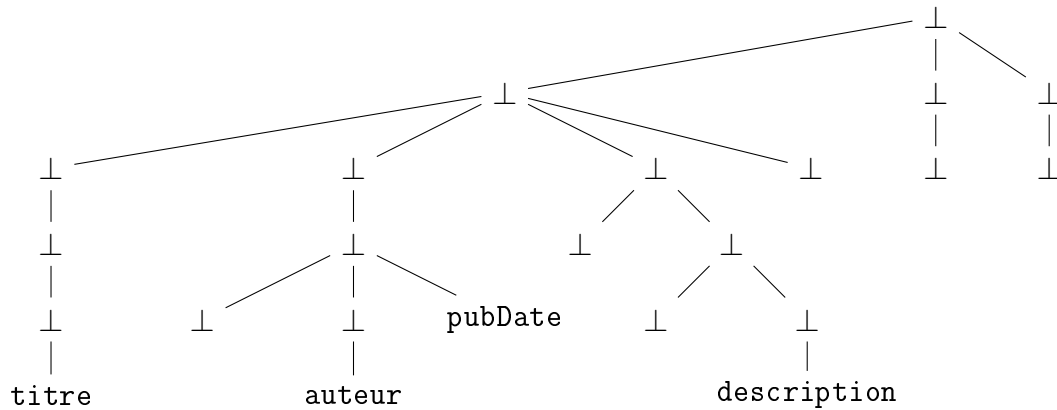 ⊥
⊥ ⊥ ⊥
⊥ ⊥ ⊥ ⊥ ⊥ ⊥
⊥ ⊥ ⊥ ⊥
⊥ ⊥ ⊥ pubDate ⊥ ⊥
titre auteur description